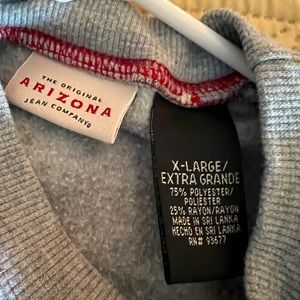 THE ORIGINAL
ARIZONA
JEAN COMPANY®
X-LARGE/
EXTRA GRANDE
75% POLYESTER/
POLIESTER
25% RAYON/RAYON
MADE IN SRI LANKA
HECHO EN SRI LANKA
RN# 93677